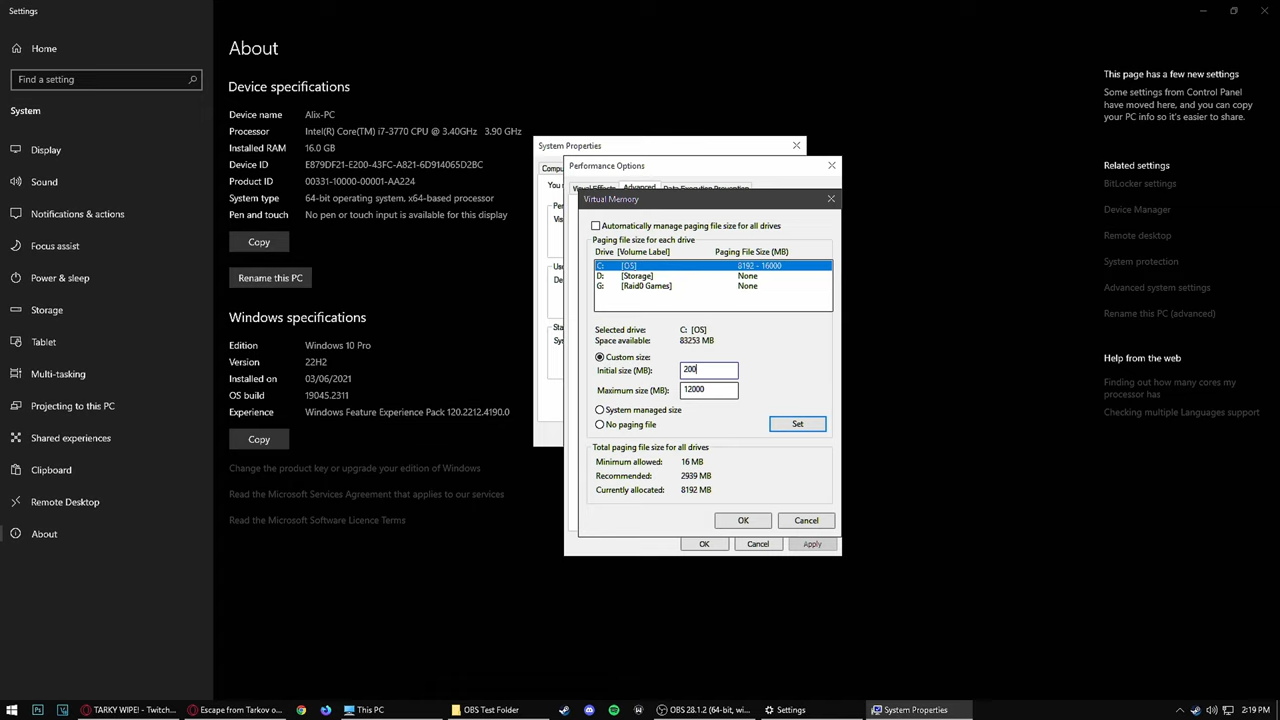 Settings
Home
Find a setting
System
Display
Sound
Notifications & actions
Focus assist
Power & sleep
Storage
Tablet
Multi-tasking
Projecting to this PC
Shared experiences
Clipboard
Remote Desktop
About
About
Device specifications
Device name Alix-PC
Processor Intel(R) Core(TM) i7-3770 CPU @ 3.40GHz 3.90 GHz
Installed RAM 16.0 GB
Device ID E879DF21-E200-43FC-A821-6D914065D2BC
Product ID 00331-10000-00001-AA224
System type 64-bit operating system, x64-based processor
Pen and touch No pen or touch input is available for this display
Copy
Rename this PC
Windows specifications
Edition Windows 10 Pro
Version 22H2
Installed on 03/06/2021
OS build 19045.2311
Experience Windows Feature Experience Pack 120.2212.4190.0
Copy
Change the product key or upgrade your edition of Windows
Read the Microsoft Services Agreement that applies to our services
Read the Microsoft Software Licence Terms
System Properties
Compu
You
Performance Options
Visual Effects Advanced Data Execution Prevention
Virtual Memory
Automatically manage paging file size for all drives
Paging file size for each drive
Drive [Volume Label] Paging File Size (MB)
C: [OS] 8192 - 16000
D: [Storage] None
G: [Raid0 Games] None
Selected drive: C: [OS]
Space available: 83253 MB
Custom size:
Initial size (MB): 200
Maximum size (MB): 12000
System managed size
No paging file
Set
Total paging file size for all drives
Minimum allowed: 16 MB
Recommended: 2939 MB
Currently allocated: 8192 MB
OK Cancel
OK Cancel Apply
Per
Vis
Use
De
Sta
Sys
This page has a few new settings
Some settings from Control Panel
have moved here, and you can copy
your PC info so it's easier to share.
Related settings
BitLocker settings
Device Manager
Remote desktop
System protection
Advanced system settings
Rename this PC (advanced)
Help from the web
Finding out how many cores my
processor has
Checking multiple Languages support
TARKY WIPE! - Twitch...
Escape from Tarkov o...
This PC
OBS Test Folder
OBS 28.1.2 (64-bit, wi...
Settings
System Properties
2:19 PM